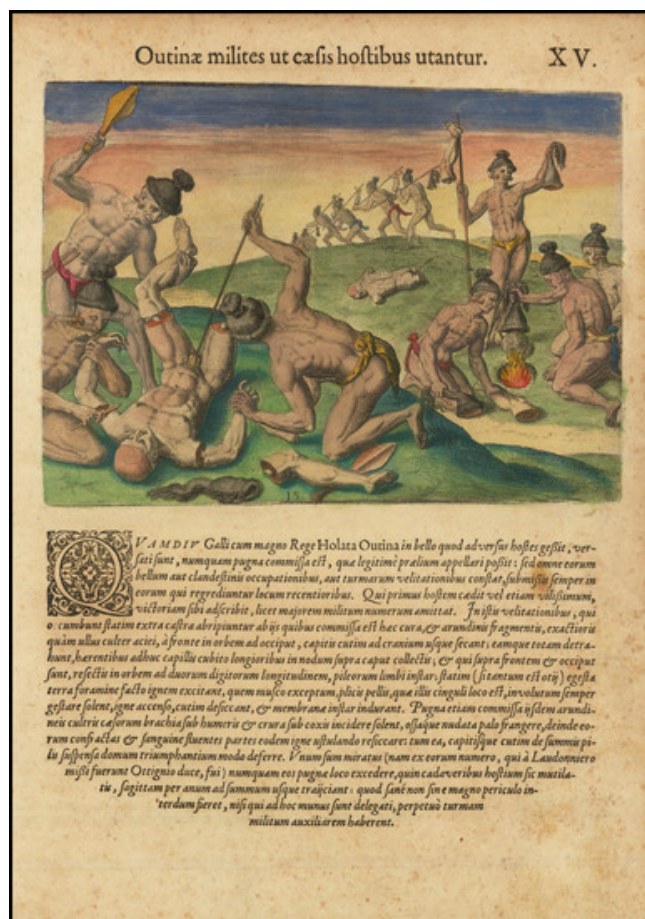 Outinæ milites ut cæsis hostibus utantur. XV.
15
QVAMDIV Galli cum magno Rege Holata Outina in bello quod adversus hostes gessit, ver-
sati sunt, numquam pugna commissa est, quæ legitimè prælium appellari possit: sed omne eorum
bellum aut clandestinis occupationibus, aut turmarum velitationibus constat, submissis semper in
eorum qui regrediuntur locum recentioribus. Qui primus hostem cædit vel etiam vilissimum,
victoriam sibi adscribit, licet majorem militum numerum amittat. In istis velitationibus, qui
occumbunt statim extra castra abripiuntur ab ijs quibus commissa est hæc cura, & arundinis fragmentis, exactioris
quàm ullus culter aciei, à fronte in orbem ad occiput, capitis cutim ad cranium usque secant: eamque totam detra-
hunt, hærentibus adhuc capillis cubito longioribus in nodum supra caput collectis; & qui supra frontem & occiput
sunt, resectis in orbem ad duorum digitorum longitudinem, pileorum limbi instar: statim (si tantum est otij) egesta
terra foramine facto ignem excitant, quem musco exceptum, plicis pellis, quæ illis cinguli loco est, involutum semper
gestare solent, igne accenso, cutim desiccant, & membranæ instar indurant. Pugna etiam commissa ijsdem arundi-
neis cultris cæsorum brachia sub humeris & crura sub coxis incidere solent, ossaque nudata palo frangere, deinde eo-
rum confractas & sanguine fluentes partes eodem igne ustulando resiccare: tum ea, capitisque cutim de summis pi-
lis suspensa domum triumphantium modo deferre. Vnum sum miratus (nam ex eorum numero, qui à Laudonniero
missi fuerunt Ottignio duce, fui) numquam eos pugnæ loco excedere, quin cadaveribus hostium sic mutila-
tis, sagittam per anum ad summum usque traijciant: quod sanè non sine magno periculo in-
terdum fieret, nisi qui ad hoc munus sunt delegati, perpetuò turmam
militum auxiliarem haberent.